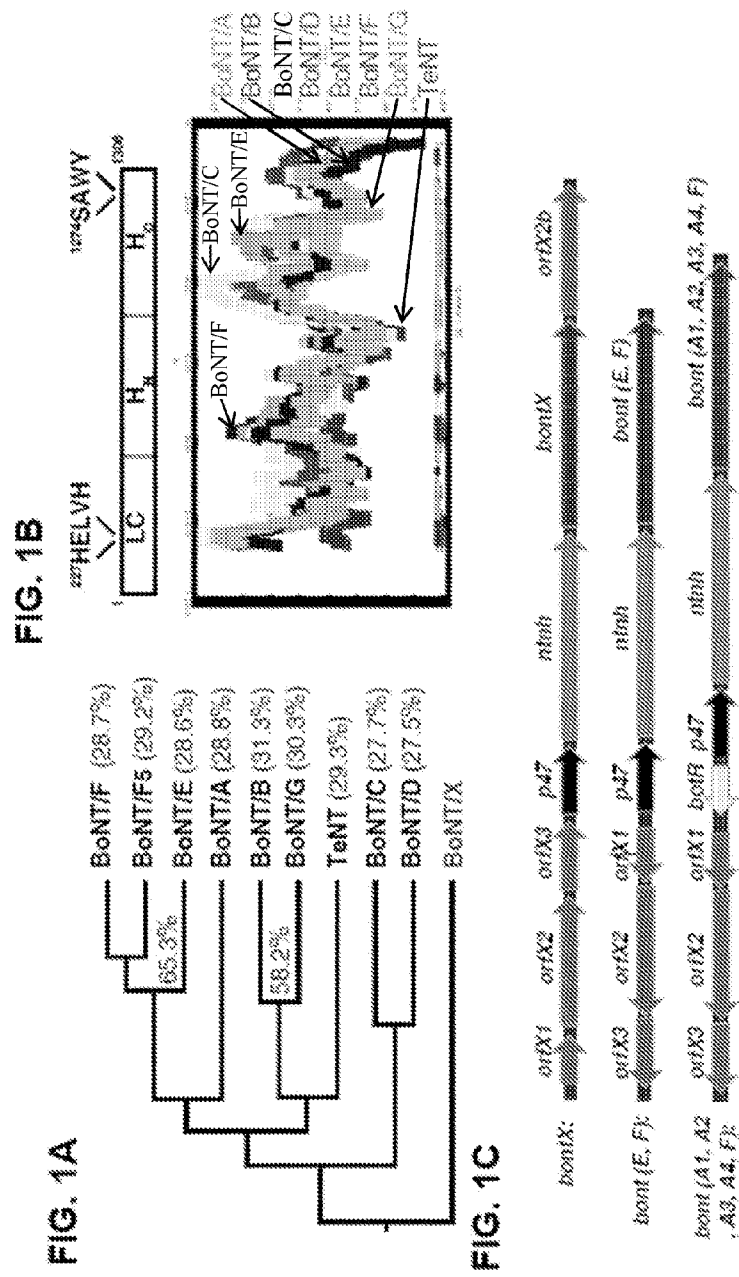 FIG. 1A
BoNT/F (28.7%)
BoNT/F5 (29.2%)
BoNT/E (28.6%)
BoNT/A (28.8%)
BoNT/B (31.3%)
BoNT/G (30.3%)
TeNT (29.3%)
BoNT/C (27.7%)
BoNT/D (27.5%)
BoNT/X
65.3%
58.2%
FIG. 1B
227HELVH
1274SAWY
1
LC
HN
HC
1306
BoNT/F
BoNT/C
BoNT/E
BoNT/A
BoNT/B
BoNT/C
BoNT/D
BoNT/E
BoNT/F
BoNT/G
TeNT
FIG. 1C
bontX:
orfX1 orfX2 orfX3 p47 ntnh bontX orfX2b
bont (E, F):
orfX3 orfX2 orfX1 p47 ntnh bont (E, F)
bont (A1, A2
, A3, A4, F):
orfX3 orfX2 orfX1 botR p47 ntnh bont (A1, A2, A3, A4, F)